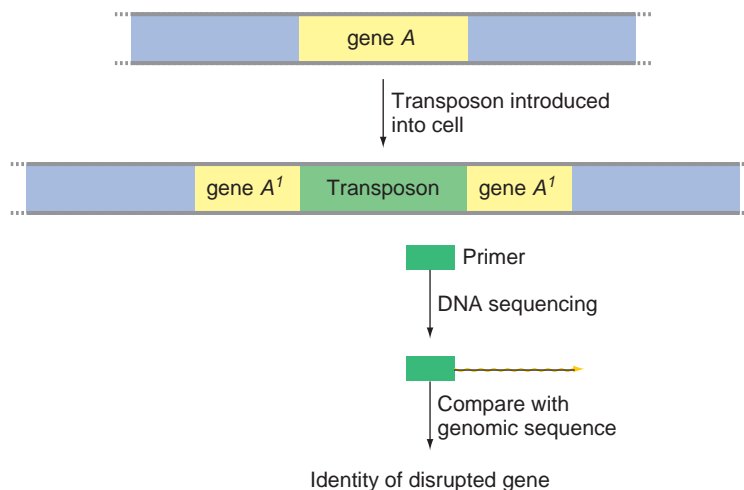 gene A
Transposon introduced
into cell
gene A¹ Transposon gene A¹
Primer
DNA sequencing
Compare with
genomic sequence
Identity of disrupted gene